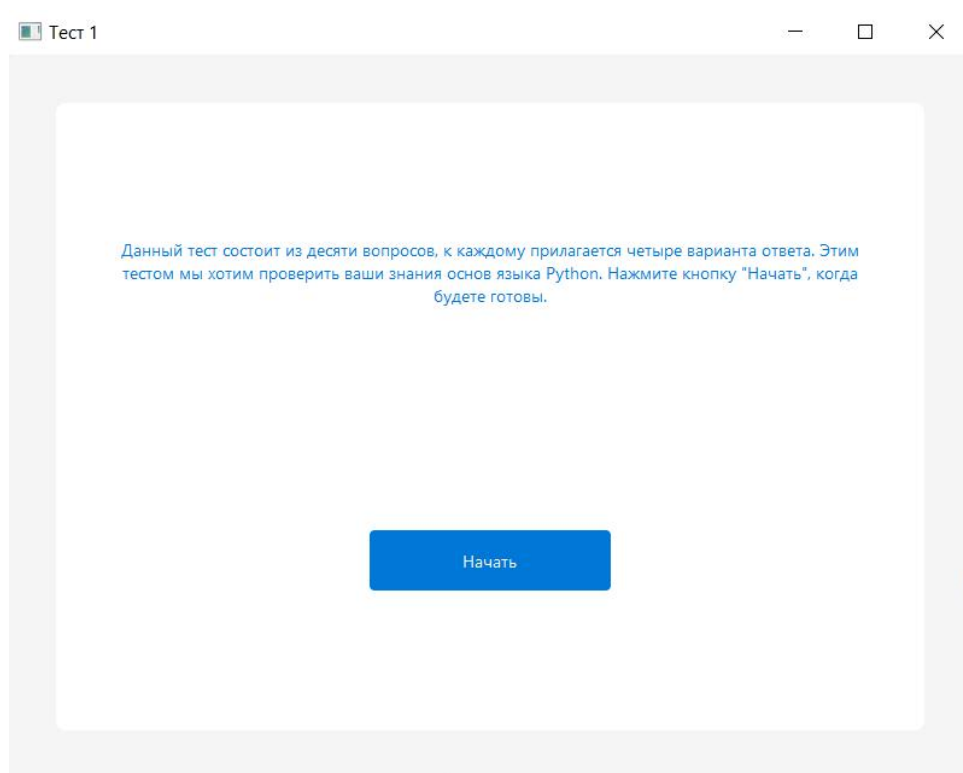 Тест 1
Данный тест состоит из десяти вопросов, к каждому прилагается четыре варианта ответа. Этим
тестом мы хотим проверить ваши знания основ языка Python. Нажмите кнопку "Начать", когда
будете готовы.
Начать